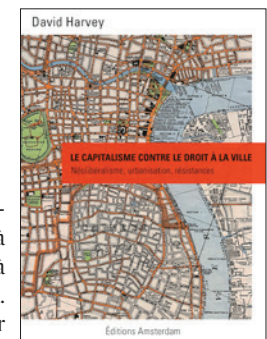 David Harvey
LE CAPITALISME CONTRE LE DROIT À LA VILLE
Néolibéralisme, urbanisation, résistances
Éditions Amsterdam
-
à
à
.
r